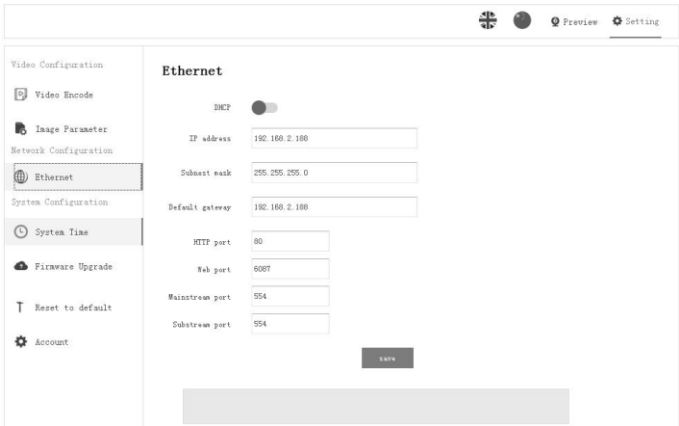 Preview
Setting
Video Configuration
Video Encode
Image Parameter
Network Configuration
Ethernet
System Configuration
System Time
Firmware Upgrade
Reset to default
Account
Ethernet
DHCP
IP address 192.168.2.188
Subnast mask 255.255.255.0
Default gateway 192.168.2.188
HTTP port 80
Web port 6087
Mainstream port 554
Substream port 554
save